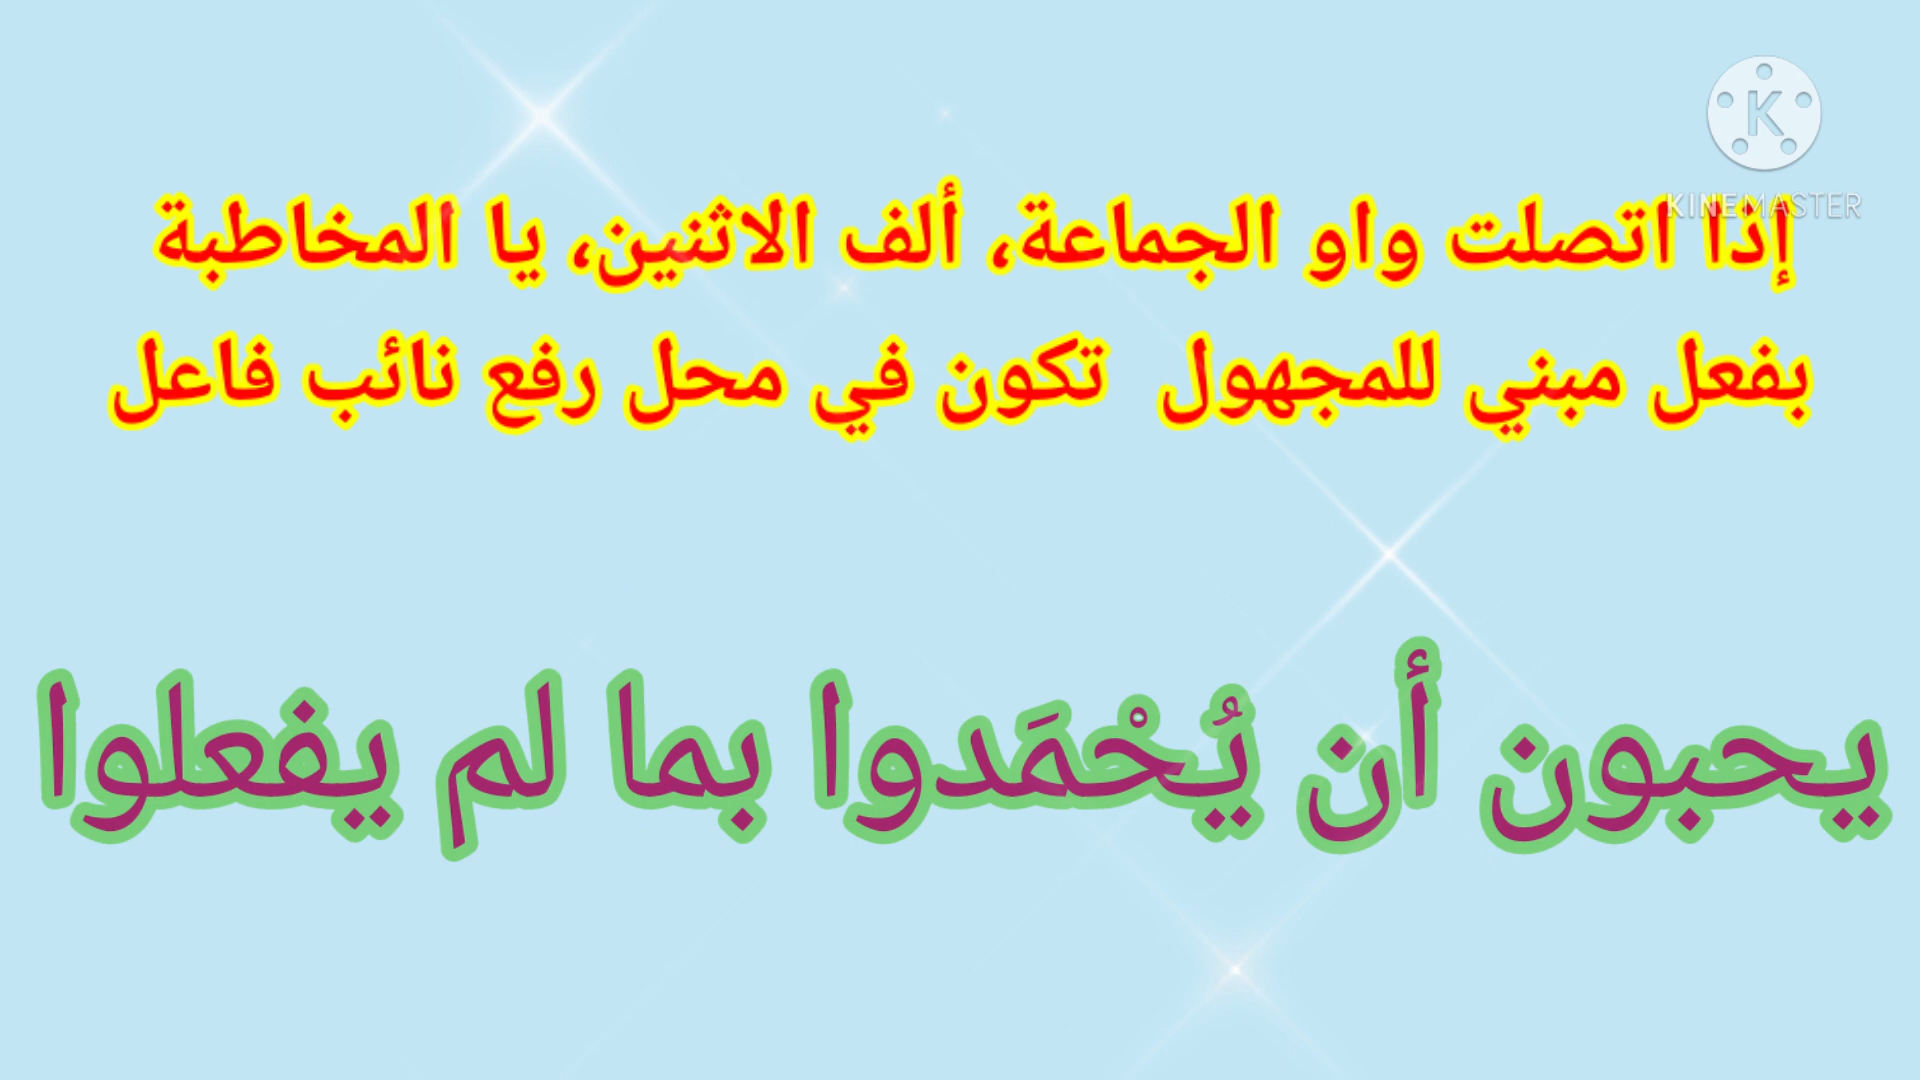 K
KINEMASTER
إذا اتصلت واو الجماعة، ألف الاثنين، يا المخاطبة
بفعل مبني للمجهول تكون في محل رفع نائب فاعل
يحبون أن يُحْمَدوا بما لم يفعلوا